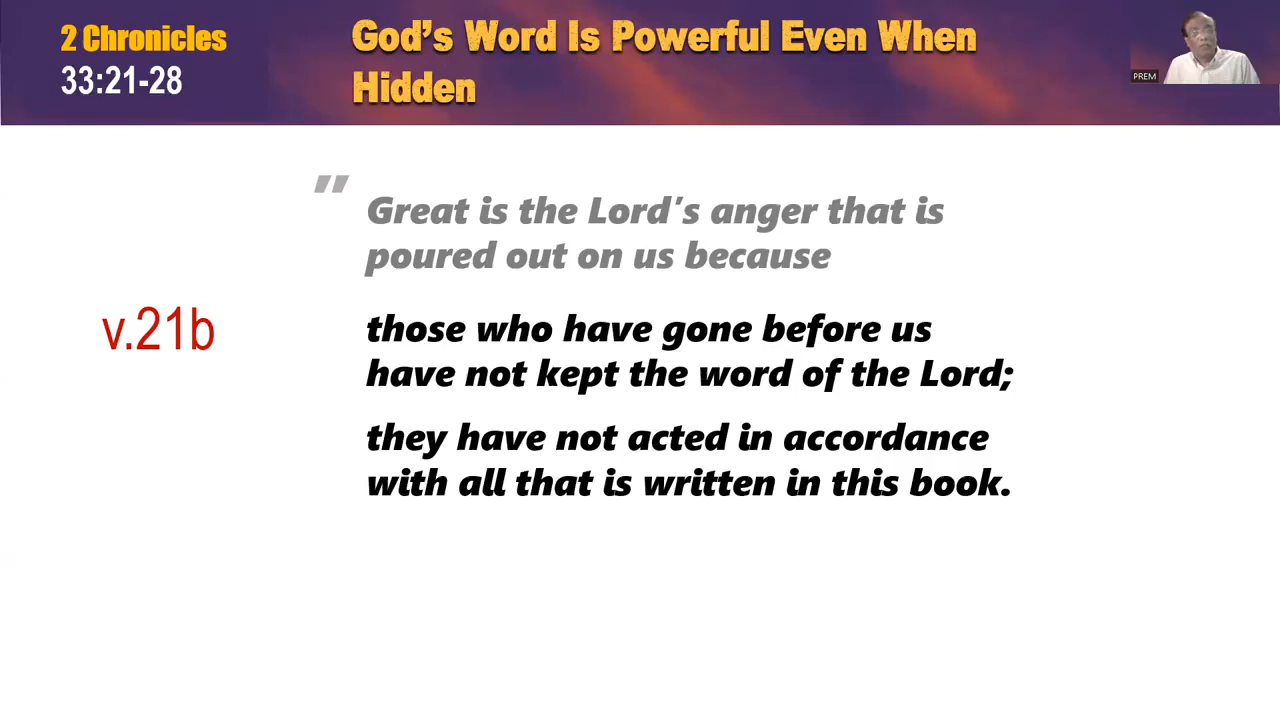 2 Chronicles
33:21-28
God's Word Is Powerful Even When
Hidden
PREM
"
Great is the Lord's anger that is
poured out on us because
v.21b
those who have gone before us
have not kept the word of the Lord;
they have not acted in accordance
with all that is written in this book.